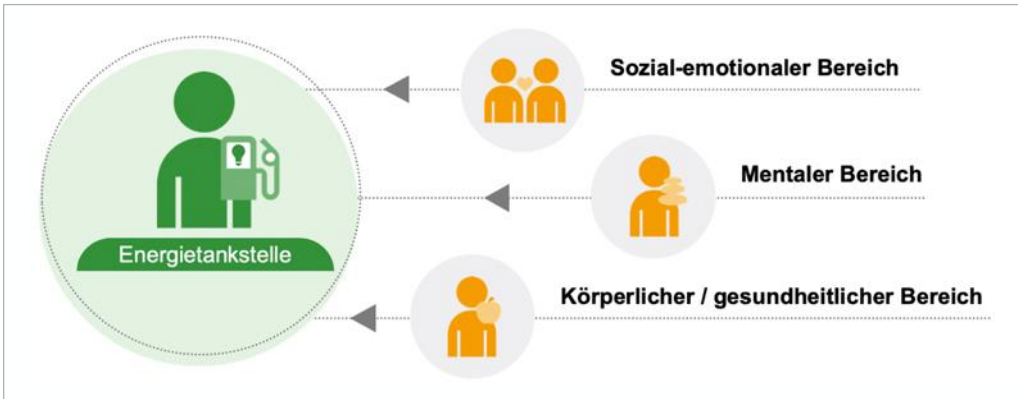 Sozial-emotionaler Bereich
Mentaler Bereich
Energietankstelle
Körperlicher / gesundheitlicher Bereich